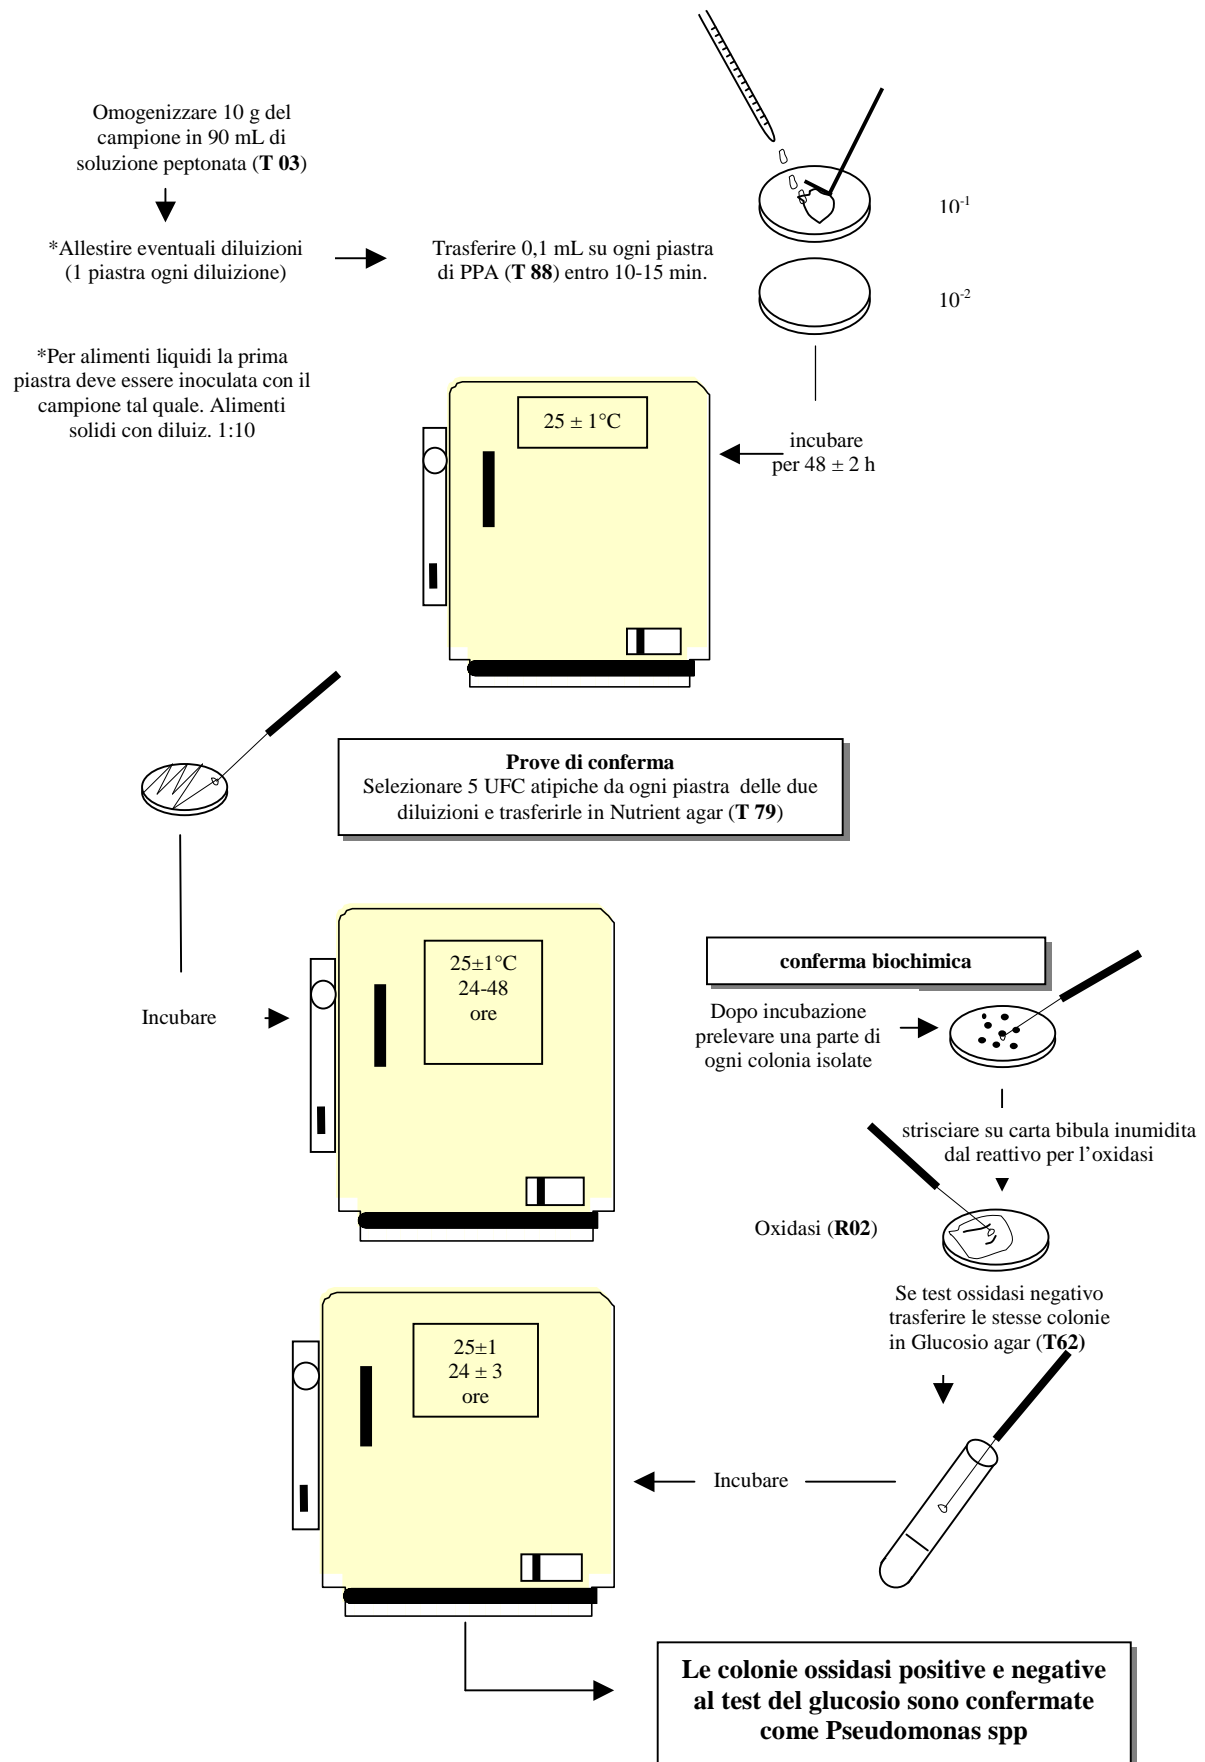 Omogenizzare 10 g del
campione in 90 mL di
soluzione peptonata (T 03)
*Allestire eventuali diluizioni
(1 piastra ogni diluizione)
Trasferire 0,1 mL su ogni piastra
di PPA (T 88) entro 10-15 min.
10-1
10-2
*Per alimenti liquidi la prima
piastra deve essere inoculata con il
campione tal quale. Alimenti
solidi con diluiz. 1:10
25 ± 1°C
incubare
per 48 ± 2 h
Prove di conferma
Selezionare 5 UFC atipiche da ogni piastra delle due
diluizioni e trasferirle in Nutrient agar (T 79)
Incubare
25±1°C
24-48
ore
conferma biochimica
Dopo incubazione
prelevare una parte di
ogni colonia isolate
strisciare su carta bibula inumidita
dal reattivo per l’oxidasi
Oxidasi (R02)
Se test ossidasi negativo
trasferire le stesse colonie
in Glucosio agar (T62)
Incubare
25±1
24 ± 3
ore
Le colonie ossidasi positive e negative
al test del glucosio sono confermate
come Pseudomonas spp